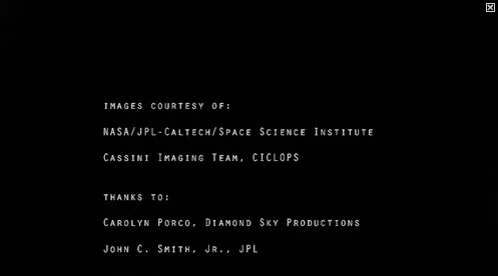 IMAGES COURTESY OF:
NASA/JPL-CALTECH/SPACE SCIENCE INSTITUTE
CASSINI IMAGING TEAM, CICLOPS
THANKS TO:
CAROLYN PORCO, DIAMOND SKY PRODUCTIONS
JOHN C. SMITH, JR., JPL